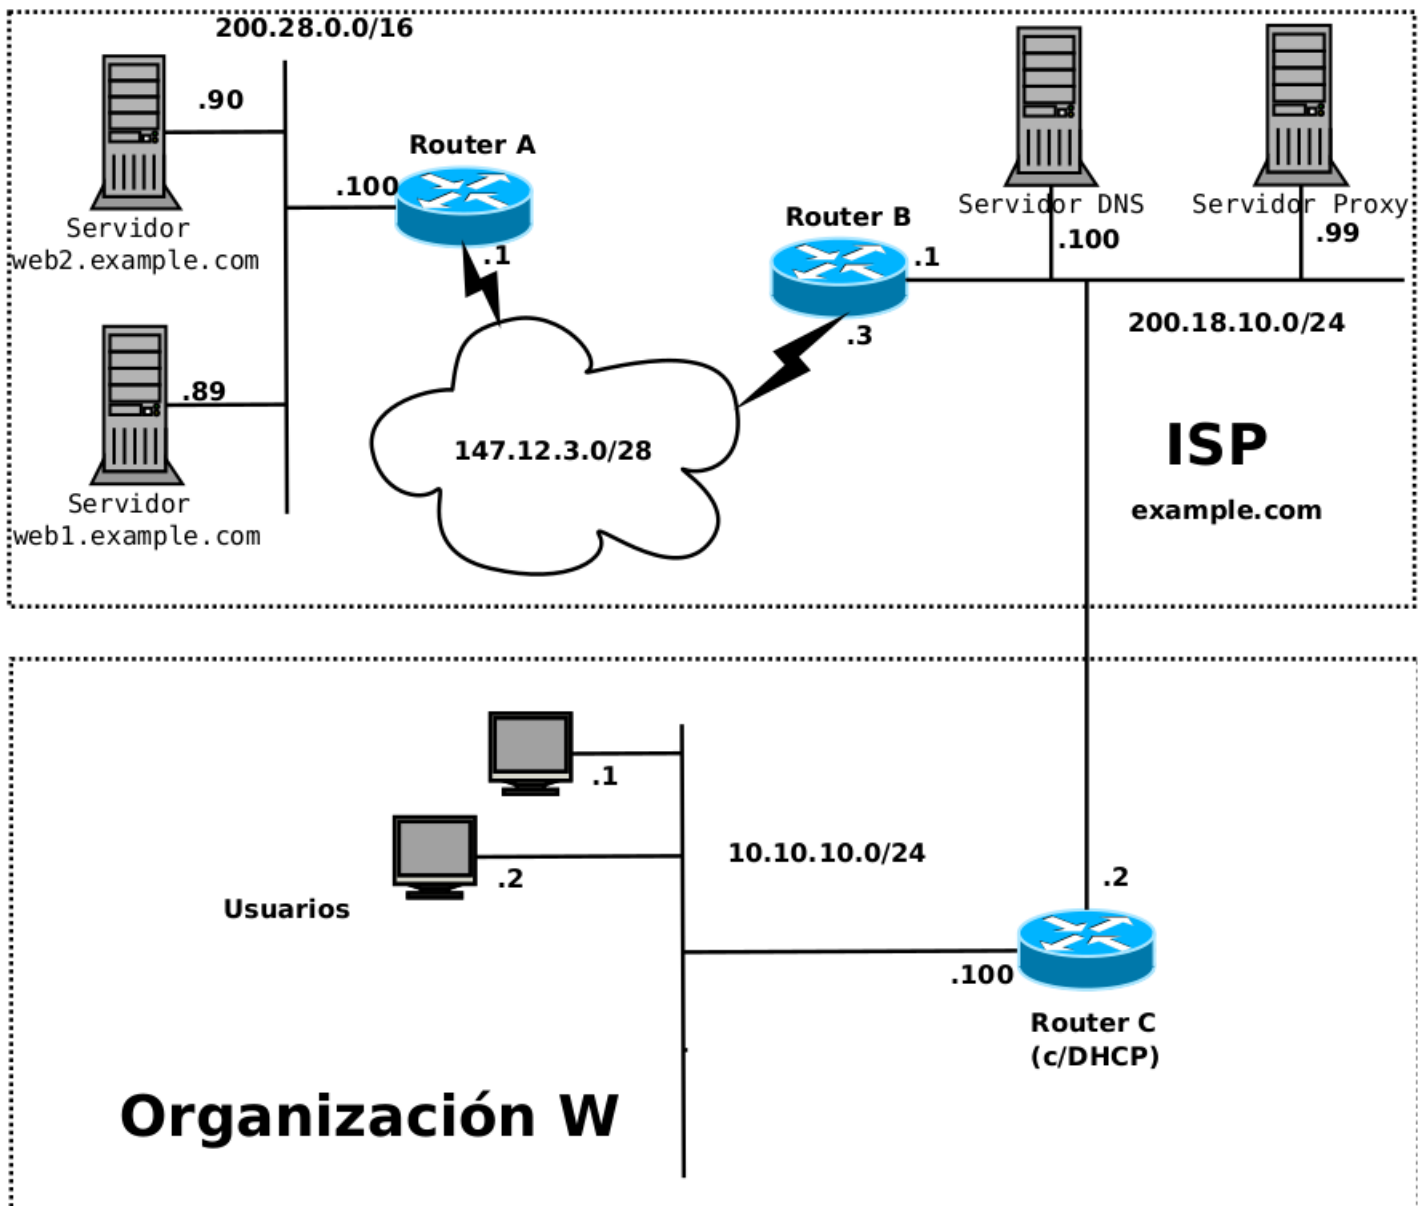 200.28.0.0/16
.90
Servidor
web2.example.com
.100
Router A
.1
.89
Servidor
web1.example.com
147.12.3.0/28
Router B
.1
.3
Servidor DNS
.100
Servidor Proxy
.99
200.18.10.0/24
ISP
example.com
.1
.2
Usuarios
10.10.10.0/24
.2
.100
Router C
(c/DHCP)
Organización W